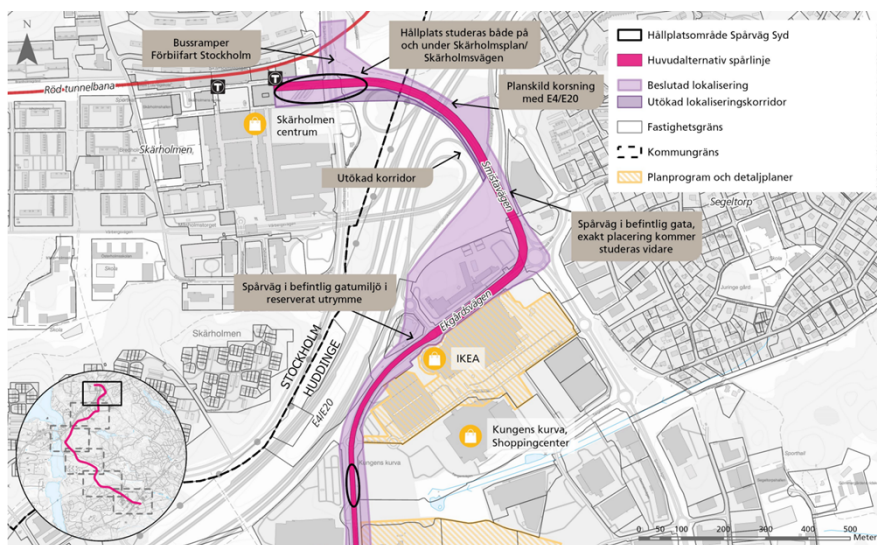 N
Bussramper
Förbiifart Stockholm
Hållplats studeras både på
och under Skärholmsplan/
Skärholmsvägen
Röd tunnelbana
T
T
Planskild korsning
med E4/E20
Skärholmen
centrum
Skärholmen
Utökad korridor
Smistavägen
Segeltorp
Spårväg i befintlig gata,
exakt placering kommer
studeras vidare
Spårväg i befintlig gatumiljö i
reserverat utrymme
Ekgårdsvägen
Skärholmen
STOCKHOLM
HUDDINGE
E4/E20
IKEA
Kungens kurva,
Shoppingcenter
Kungens kurva
Hållplatsområde Spårväg Syd
Huvudalternativ spårlinje
Beslutad lokalisering
Utökad lokaliseringskorridor
Fastighetsgräns
Kommungräns
Planprogram och detaljplaner
0 50 100 200 300 400 500
Meter